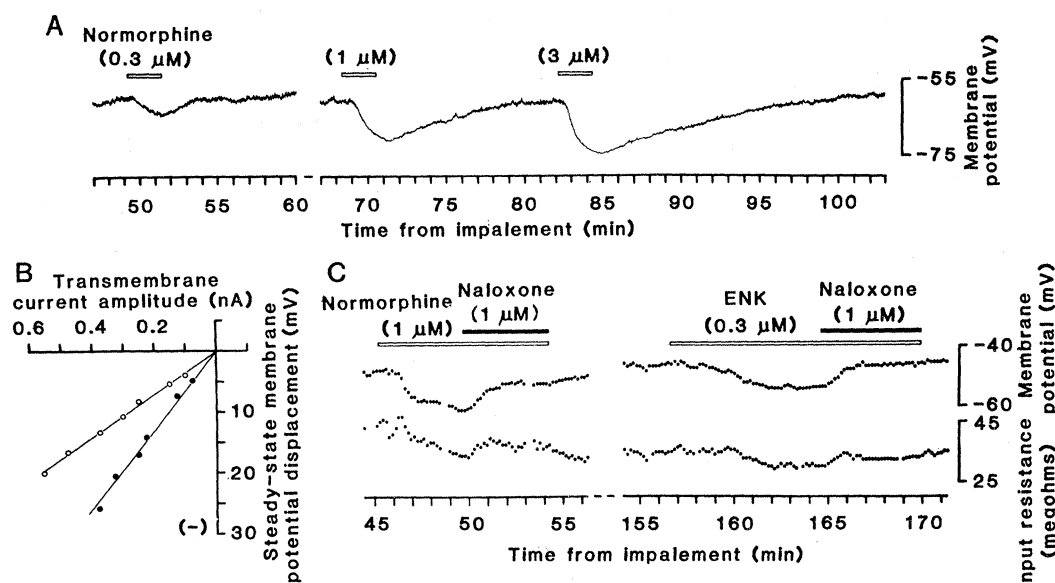 A
Normorphine
(0.3 μM)
(1 μM)
(3 μM)
-55
-75
Membrane
potential (mV)
50 55 60 70 75 80 85 90 95 100
Time from impalement (min)
B
Transmembrane
current amplitude (nA)
0.6 0.4 0.2
10
20
30
(-)
Steady-state membrane
potential displacement (mV)
C
Normorphine
(1 μM)
Naloxone
(1 μM)
ENK
(0.3 μM)
Naloxone
(1 μM)
-40
-60
Membrane
potential (mV)
45
25
nput resistance
(megohms)
45 50 55 155 160 165 170
Time from impalement (min)